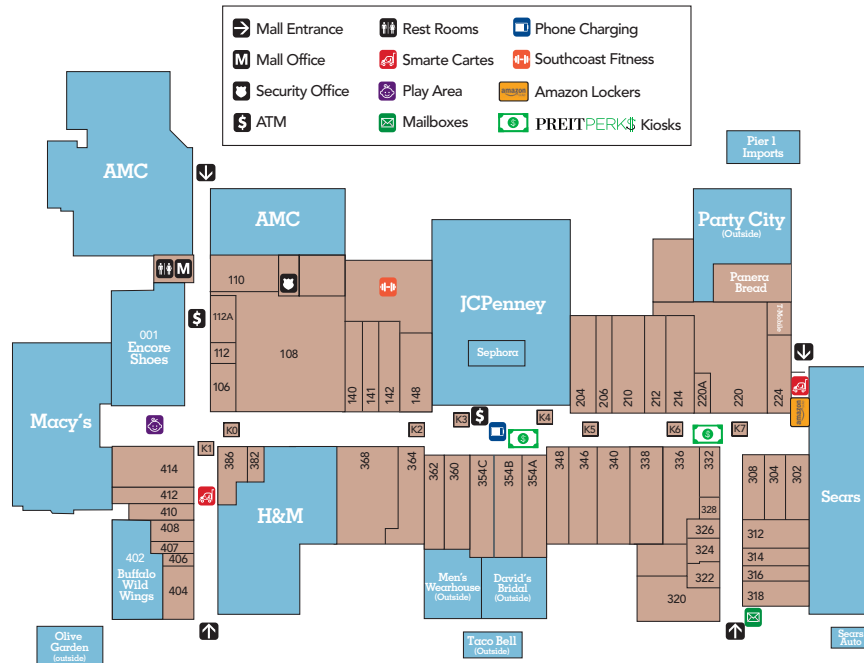 Mall Entrance
Rest Rooms
Phone Charging
M Mall Office
Smarte Cartes
Southcoast Fitness
Security Office
Play Area
amazon Amazon Lockers
$ ATM
Mailboxes
$ PREITPERK$ Kiosks
Pier 1
Imports
AMC
AMC
Party City
(Outside)
M
Panera
Bread
110
JCPenney
T-Mobile
112A
$
001
Encore
Shoes
108
Sephora
112
106
140
141
142
148
204
206
210
212
214
220A
220
224
amazon
Macy's
K0
K2
K3
$
K4
K5
K6
K7
$
$
K1
414
386
382
368
364
362
360
354C
354B
354A
348
346
340
338
336
332
308
304
302
412
410
408
407
406
402
Buffalo
Wild
Wings
404
H&M
328
326
324
322
320
312
314
316
318
Sears
Men's
Wearhouse
(Outside)
David's
Bridal
(Outside)
Olive
Garden
(outside)
Taco Bell
(Outside)
Sears
Auto